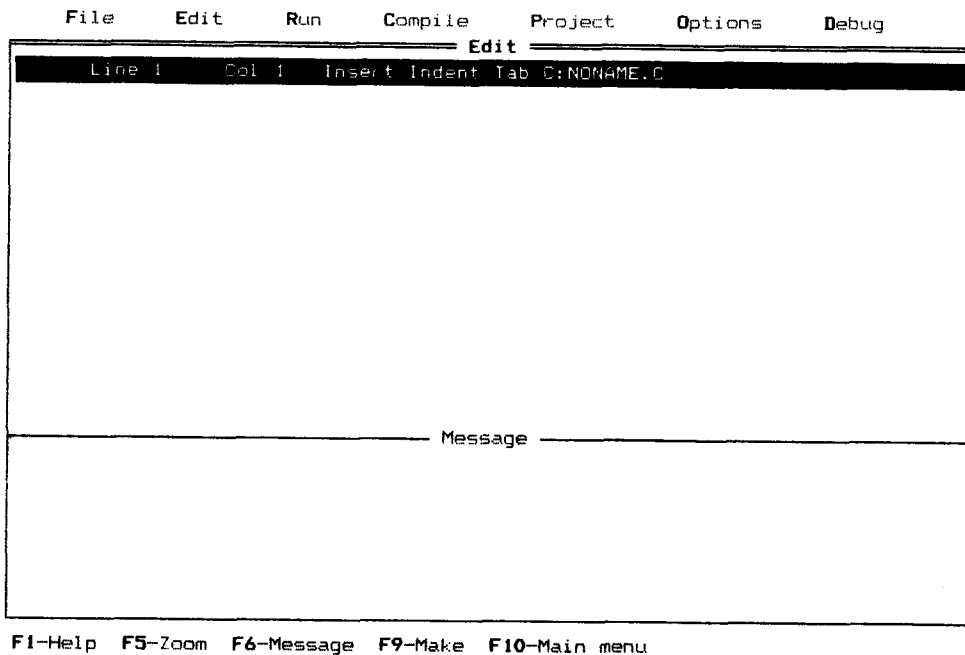 File Edit Run Compile Project Options Debug
Edit
Line 1 Col 1 Insert Indent Tab C:NONAME.C
Message
F1-Help F5-Zoom F6-Message F9-Make F10-Main menu